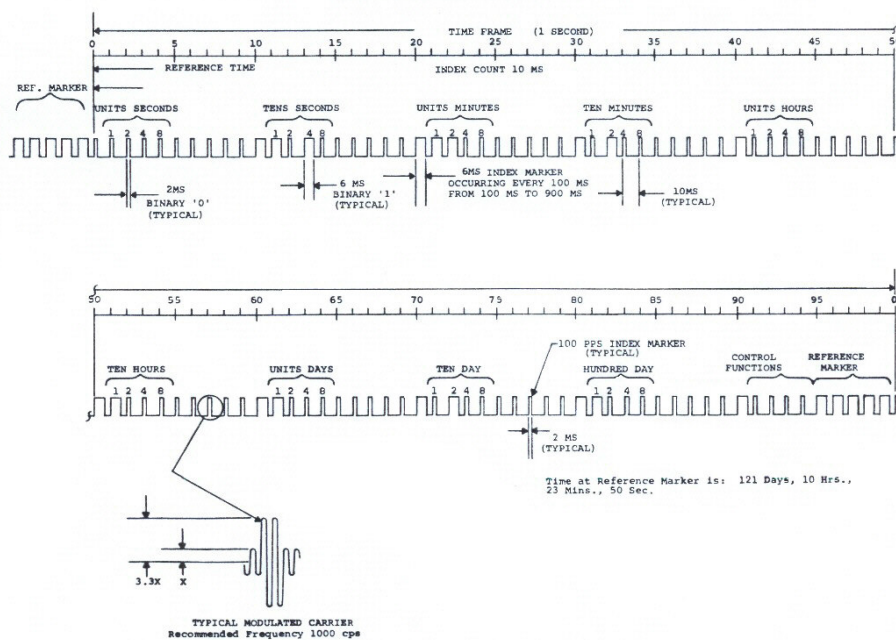 TIME FRAME (1 SECOND)
0 5 10 15 20 25 30 35 40 45 50
REFERENCE TIME INDEX COUNT 10 MS
REF. MARKER
UNITS SECONDS TENS SECONDS UNITS MINUTES TEN MINUTES UNITS HOURS
1 2 4 8 1 2 4 8 1 2 4 8 1 2 4 8 1 2 4 8
2MS
BINARY '0'
(TYPICAL)
6 MS
BINARY '1'
(TYPICAL)
6MS INDEX MARKER
OCCURRING EVERY 100 MS
FROM 100 MS TO 900 MS
10MS
(TYPICAL)
50 55 60 65 70 75 80 85 90 95 0
100 PPS INDEX MARKER
(TYPICAL)
TEN HOURS UNITS DAYS TEN DAY HUNDRED DAY
CONTROL
FUNCTIONS
REFERENCE
MARKER
1 2 4 8 1 2 4 8 1 2 4 8 1 2 4 8
2 MS
(TYPICAL)
Time at Reference Marker is: 121 Days, 10 Hrs.,
23 Mins., 50 Sec.
3.3X X
TYPICAL MODULATED CARRIER
Recommended Frequency 1000 cps